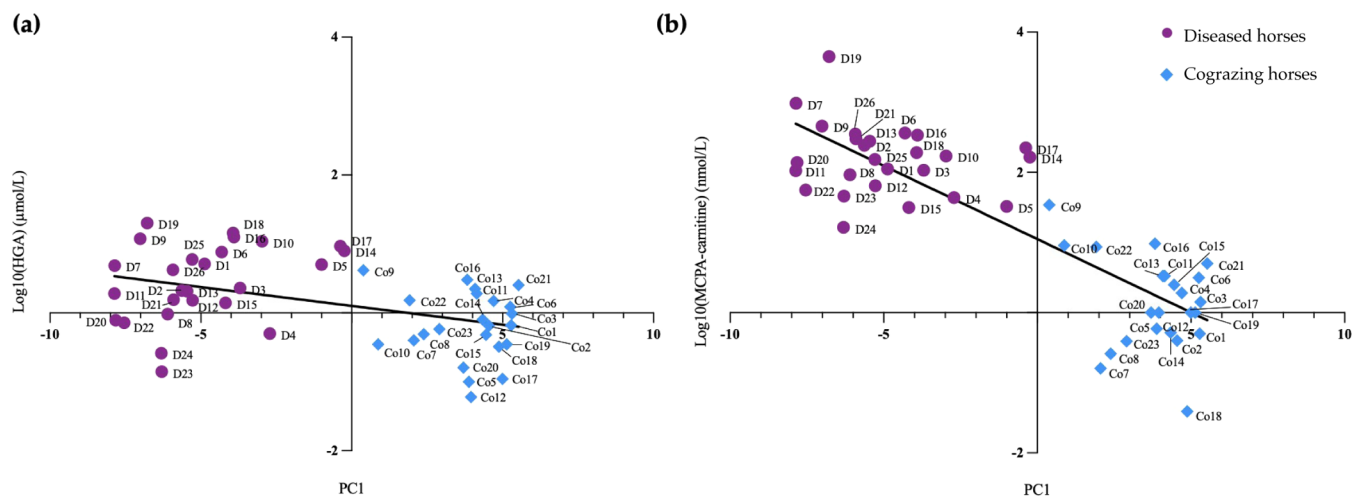 (a)
4
2
-2
-5
5
10
Log10(HGA) (µmol/L)
PC1
D19
D9
D18
D16
D10
D25
D6
D17
D14
D7
D26
D1
D5
D11
D2
D13
D3
D21
D12
D15
D20
D22
D8
D4
D24
D23
Co9
Co16
Co13
Co21
Co11
Co22
Co14
Co4
Co6
Co3
Co23
Co1
Co10
Co7
Co8
Co15
Co19
Co2
Co18
Co20
Co5
Co17
Co12
(b)
4
2
-2
-10
-5
5
10
Log10(MCPA-carnitine) (nmol/L)
PC1
Diseased horses
Cograzing horses
D19
D7
D26
D21
D9
D6
D13
D16
D2
D18
D17
D20
D25
D10
D14
D11
D8
D1
D3
D22
D12
D23
D4
D15
D5
D24
Co9
Co10
Co22
Co16
Co15
Co13
Co11
Co21
Co6
Co4
Co3
Co20
Co17
Co5
Co12
Co19
Co23
Co1
Co8
Co2
Co14
Co7
Co18